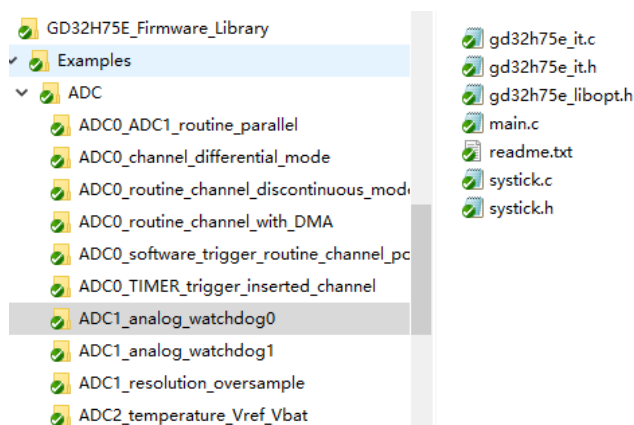 GD32H75E_Firmware_Library
Examples
ADC
ADC0_ADC1_routine_parallel
ADC0_channel_differential_mode
ADC0_routine_channel_discontinuous_mode
ADC0_routine_channel_with_DMA
ADC0_software_trigger_routine_channel_pc
ADC0_TIMER_trigger_inserted_channel
ADC1_analog_watchdog0
ADC1_analog_watchdog1
ADC1_resolution_oversample
ADC2_temperature_Vref_Vbat
gd32h75e_it.c
gd32h75e_it.h
gd32h75e_libopt.h
main.c
readme.txt
systick.c
systick.h